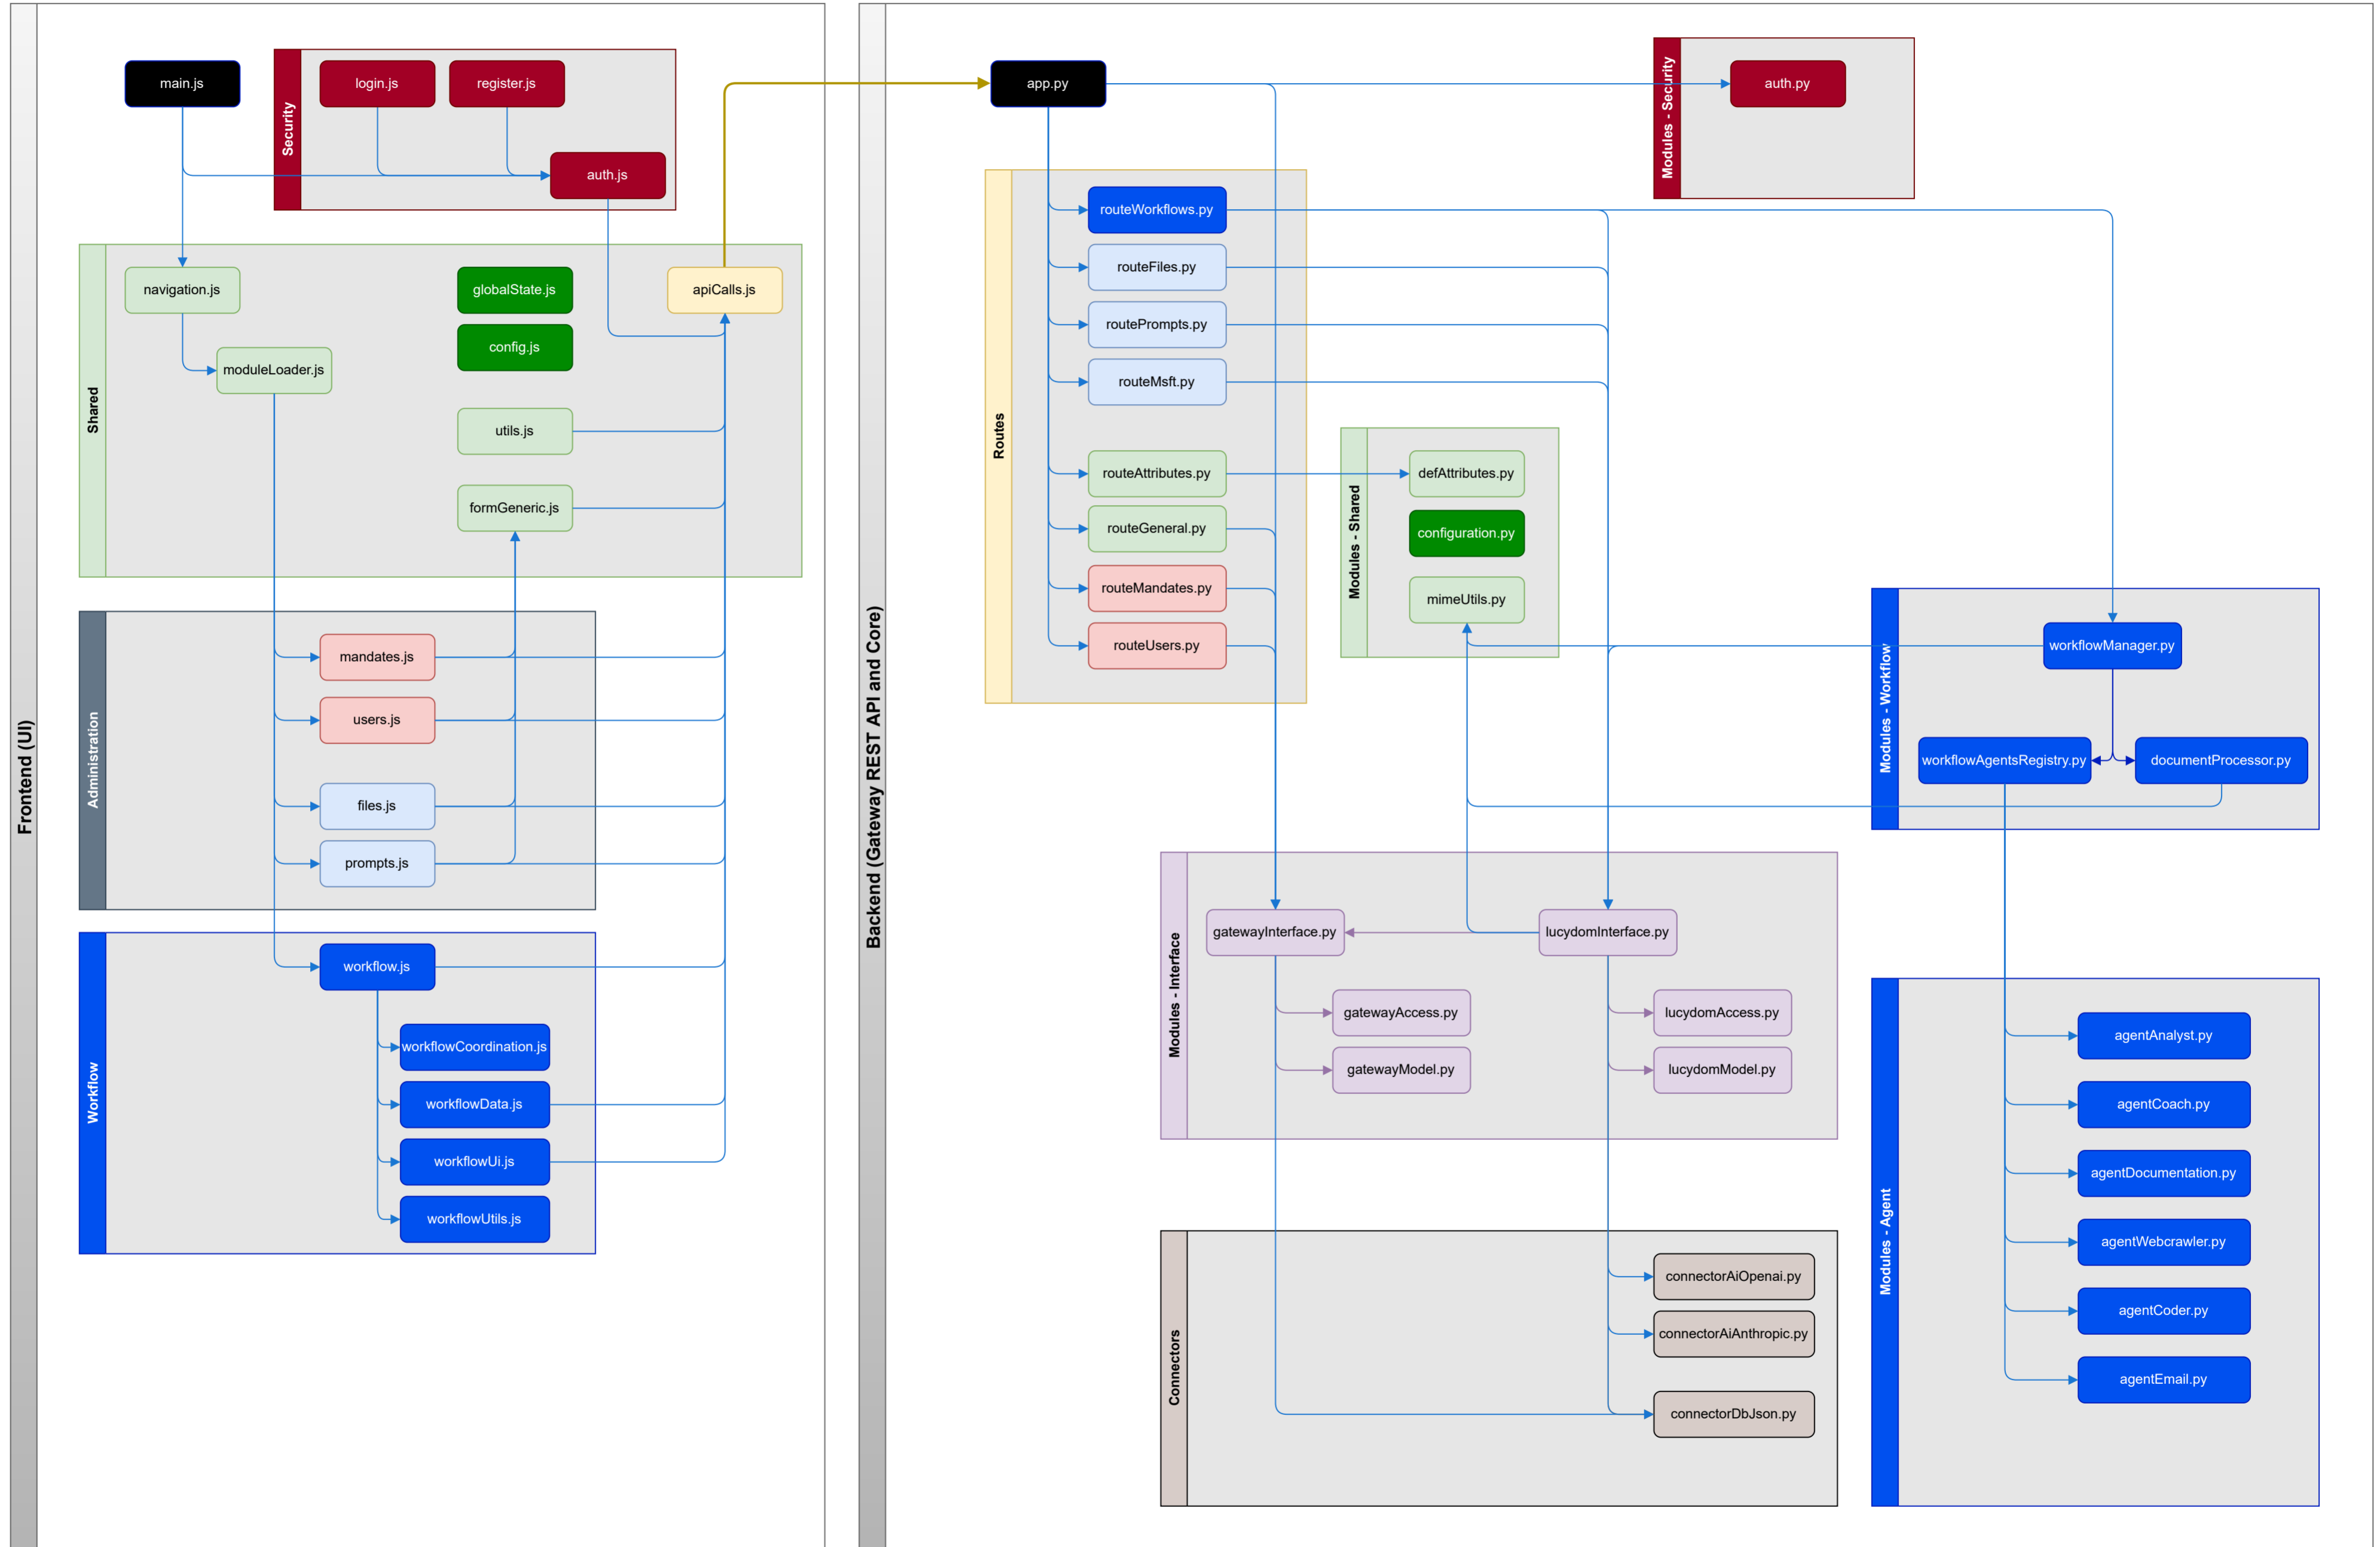 Frontend (UI)
main.js
Security
login.js
register.js
auth.js
Shared
navigation.js
globalState.js
apiCalls.js
config.js
moduleLoader.js
utils.js
formGeneric.js
Administration
mandates.js
users.js
files.js
prompts.js
Workflow
workflow.js
workflowCoordination.js
workflowData.js
workflowUi.js
workflowUtils.js
Backend (Gateway REST API and Core)
app.py
Modules - Security
auth.py
Routes
routeWorkflows.py
routeFiles.py
routePrompts.py
routeMsft.py
routeAttributes.py
routeGeneral.py
routeMandates.py
routeUsers.py
Modules - Shared
defAttributes.py
configuration.py
mimeUtils.py
Modules - Workflow
workflowManager.py
workflowAgentsRegistry.py
documentProcessor.py
Modules - Interface
gatewayInterface.py
lucydomInterface.py
gatewayAccess.py
lucydomAccess.py
gatewayModel.py
lucydomModel.py
Connectors
connectorAiOpenai.py
connectorAiAnthropic.py
connectorDbJson.py
Modules - Agent
agentAnalyst.py
agentCoach.py
agentDocumentation.py
agentWebcrawler.py
agentCoder.py
agentEmail.py